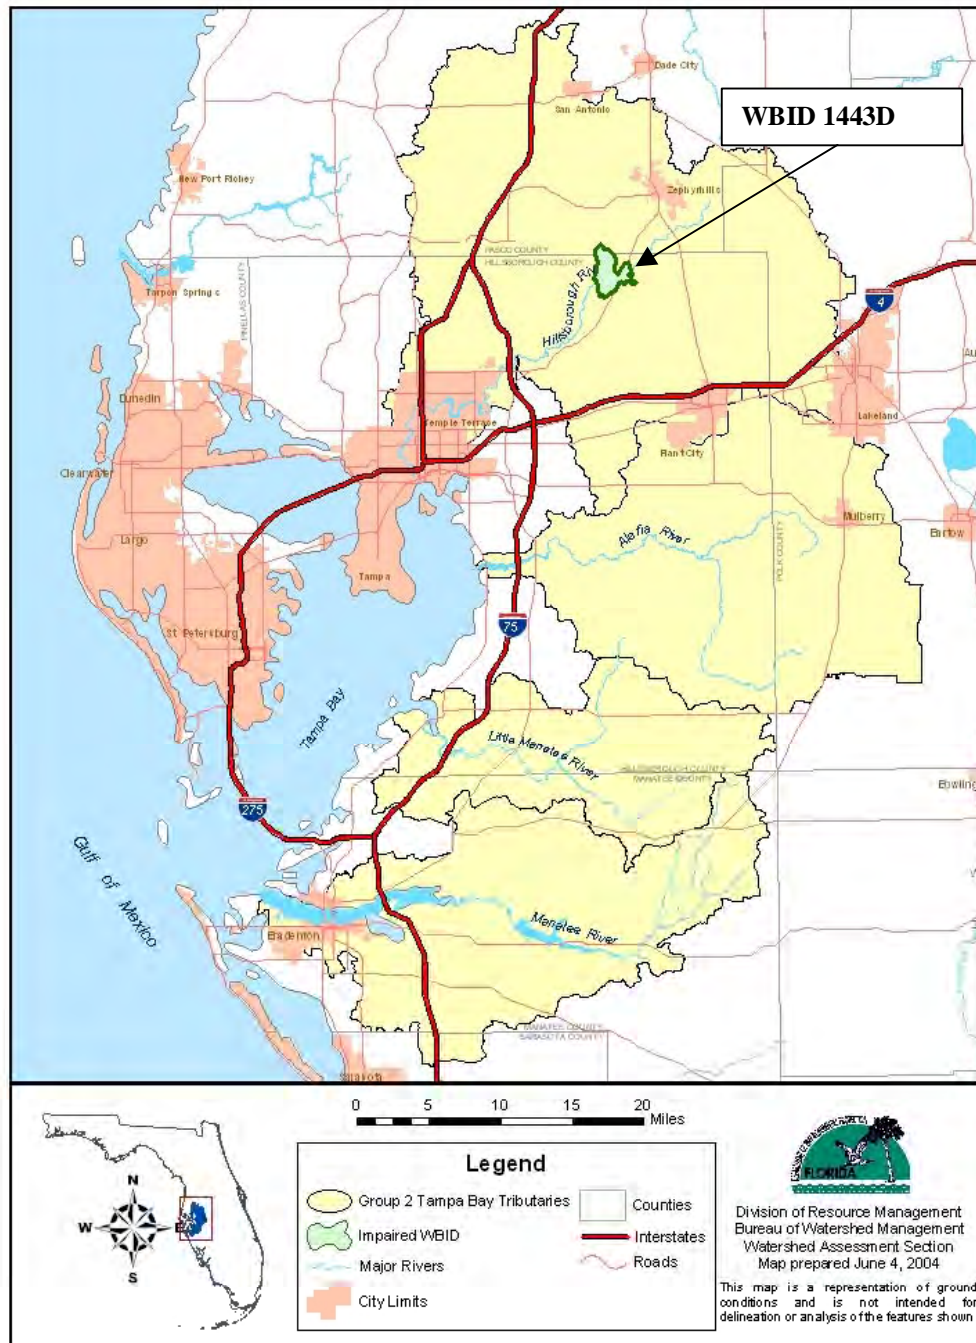 Dade City
San Antonio
WBID 1443D
New Port Richey
Zephyrhills
PASCO COUNTY
HILLSBOROUGH COUNTY
Tarpon Springs
PINELLAS COUNTY
Hillsborough Riv
4
Dunedin
Temple Terrace
Lakeland
Clearwater
Plant City
Mulberry
Bartow
Largo
Alafia River
POLK COUNTY
Tampa
75
St Petersburg
Tampa Bay
Little Manatee River
HILLSBOROUGH COUNTY
MANATEE COUNTY
Bowling
275
Gulf of Mexico
Manatee River
Bradenton
MANATEE COUNTY
SARASOTA COUNTY
Sarasota
0 5 10 15 20
Miles
N
W E
S
Legend
Group 2 Tampa Bay Tributaries
Impaired WBID
Major Rivers
City Limits
Counties
Interstates
Roads
FLORIDA
Division of Resource Management
Bureau of Watershed Management
Watershed Assessment Section
Map prepared June 4, 2004
This map is a representation of ground
conditions and is not intended for
delineation or analysis of the features shown